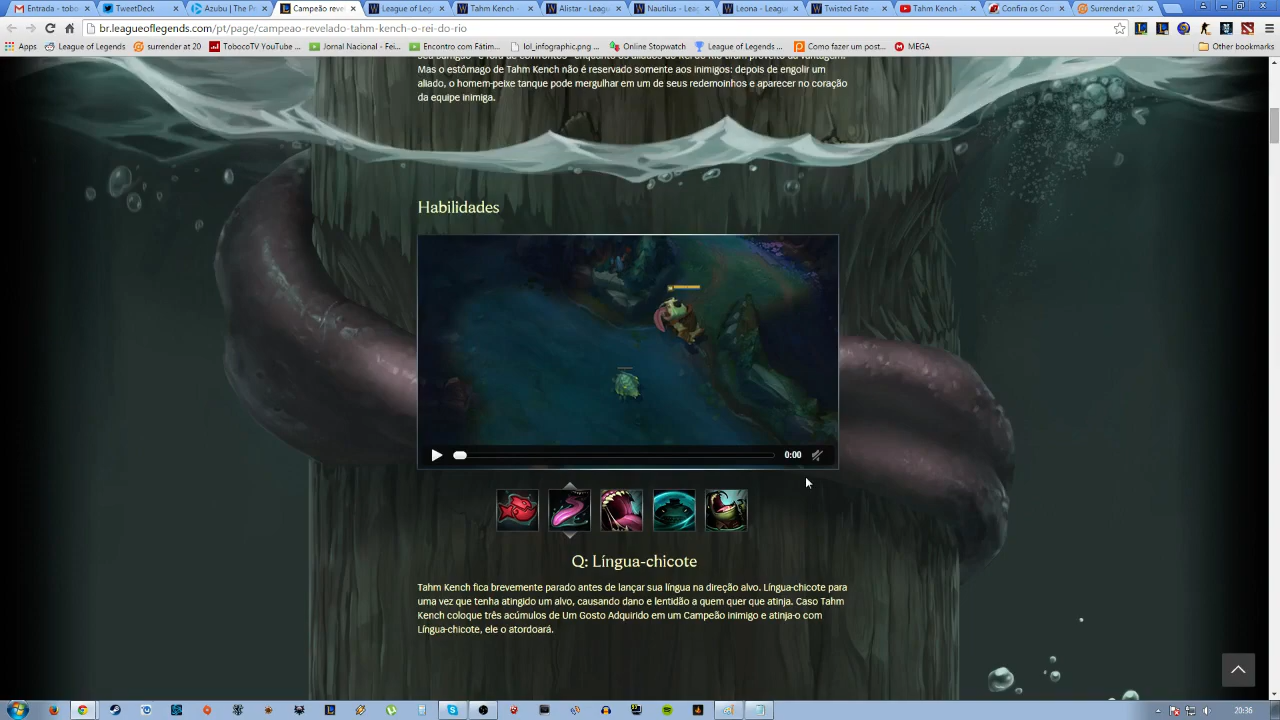 Entrada - tobo
TweetDeck
Azubu | The P
Campeão reve
League of Leg
Tahm Kench -
Alistar - Leagu
Nautilus - Lea
Leona - Leagu
Twisted Fate -
Tahm Kench -
Confira os Cor
Surrender at 2
br.leagueoflegends.com/pt/page/campeao-revelado-tahm-kench-o-rei-do-rio
Apps
League of Legends
surrender at 20
TobocoTV YouTube ...
Jornal Nacional - Fei...
Encontro com Fátim...
lol_infographic.png ...
Online Stopwatch
League of Legends ...
Como fazer um post...
MEGA
Other bookmarks
Mas o estômago de Tahm Kench não é reservado somente aos inimigos: depois de engolir um
aliado, o homem-peixe tanque pode mergulhar em um de seus redemoinhos e aparecer no coração
da equipe inimiga.
Habilidades
0:00
Q: Língua-chicote
Tahm Kench fica brevemente parado antes de lançar sua língua na direção alvo. Língua-chicote para
uma vez que tenha atingido um alvo, causando dano e lentidão a quem quer que atinja. Caso Tahm
Kench coloque três acúmulos de Um Gosto Adquirido em um Campeão inimigo e atinja-o com
Língua-chicote, ele o atordoará.
20:36